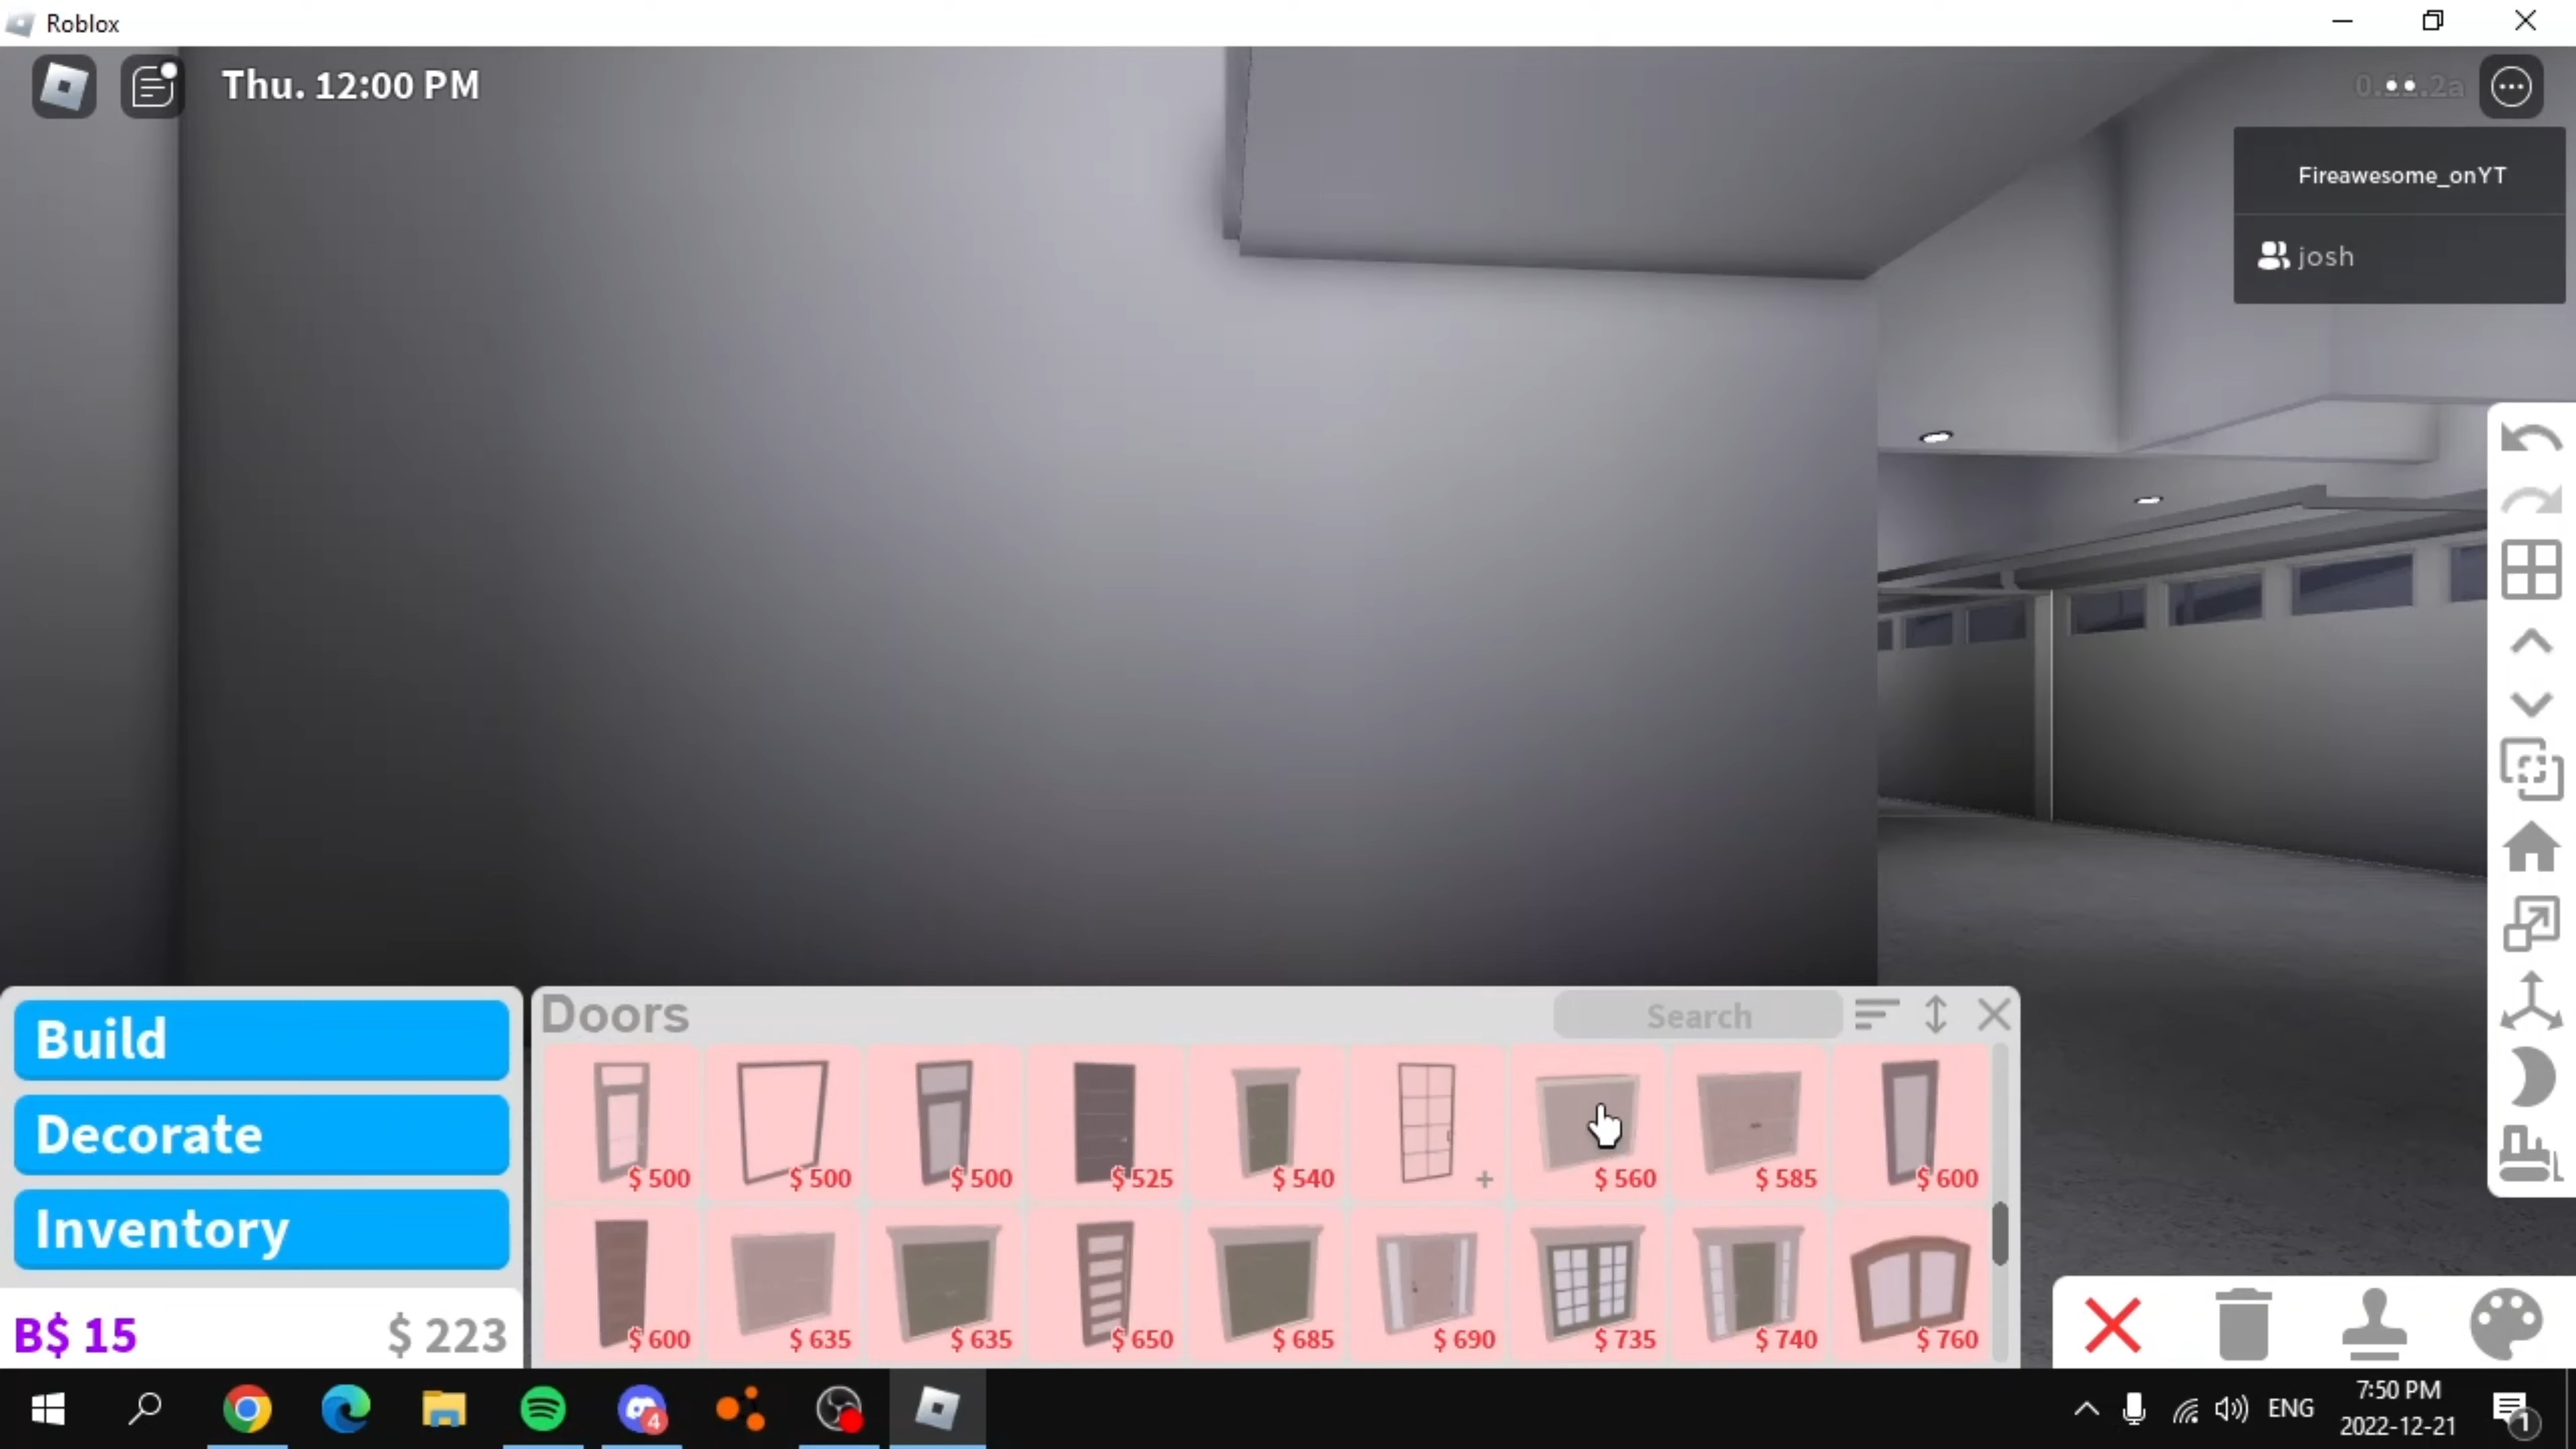 Roblox
Thu. 12:00 PM
Fireawesome_onYT
josh
Build
Decorate
Inventory
B$ 15
$ 223
Doors
Search
$ 500
$ 500
$ 500
$ 525
$ 540
+
$ 560
$ 585
$ 600
$ 600
$ 635
$ 635
$ 650
$ 685
$ 690
$ 735
$ 740
$ 760
4
ENG
7:50 PM
2022-12-21
1